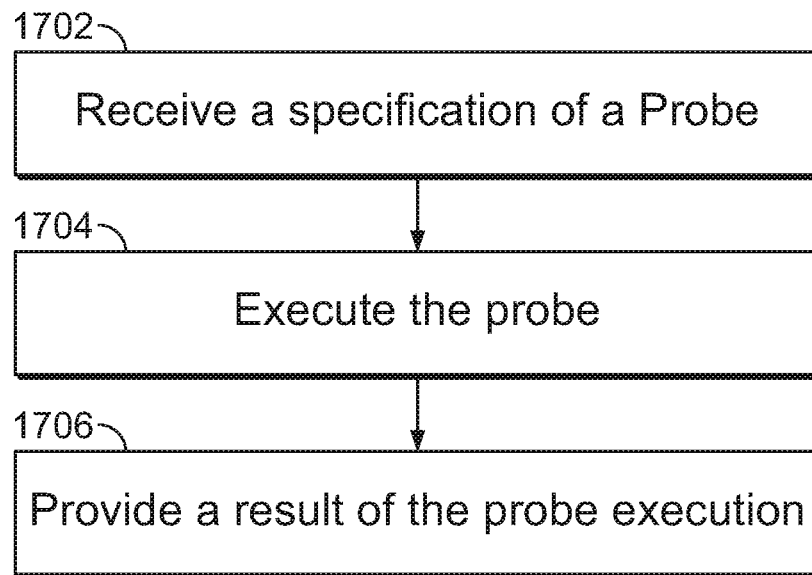 1702
Receive a specification of a Probe
1704
Execute the probe
1706
Provide a result of the probe execution